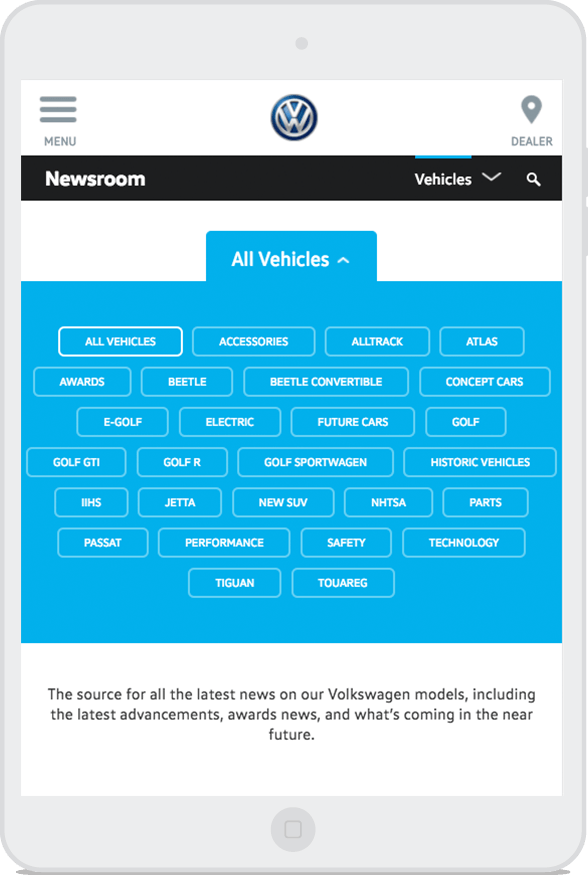 MENU
DEALER
Newsroom Vehicles
All Vehicles
ALL VEHICLES ACCESSORIES ALLTRACK ATLAS
AWARDS BEETLE BEETLE CONVERTIBLE CONCEPT CARS
E-GOLF ELECTRIC FUTURE CARS GOLF
GOLF GTI GOLF R GOLF SPORTWAGEN HISTORIC VEHICLES
IIHS JETTA NEW SUV NHTSA PARTS
PASSAT PERFORMANCE SAFETY TECHNOLOGY
TIGUAN TOUAREG
The source for all the latest news on our Volkswagen models, including
the latest advancements, awards news, and what's coming in the near
future.